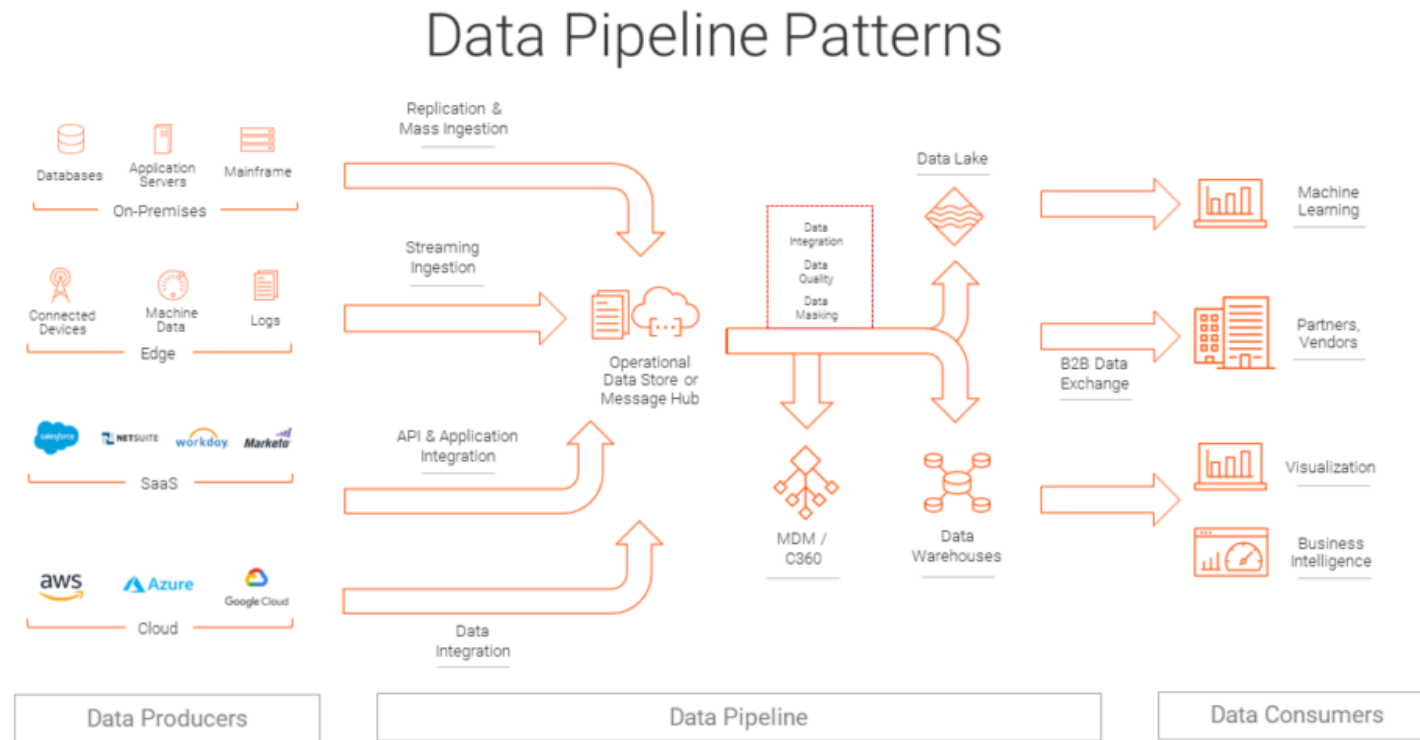 Data Pipeline Patterns
Databases
Application
Servers
Mainframe
On-Premises
Connected
Devices
Machine
Data
Logs
Edge
salesforce
NETSUITE
workday.
Marketo
SaaS
aws
Azure
Google Cloud
Cloud
Replication &
Mass Ingestion
Streaming
Ingestion
API & Application
Integration
Data
Integration
Operational
Data Store or
Message Hub
Data
Integration
Data
Quality
Data
Masking
Data Lake
MDM /
C360
Data
Warehouses
B2B Data
Exchange
Machine
Learning
Partners,
Vendors
Visualization
Business
Intelligence
Data Producers
Data Pipeline
Data Consumers